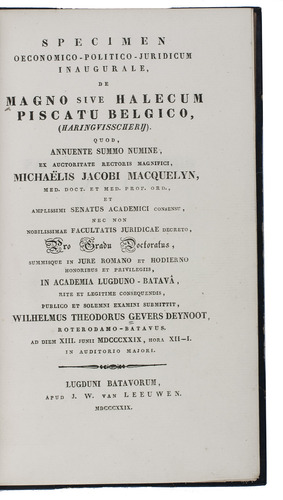 SPECIMEN
OECONOMICO-POLITICO-JURIDICUM
INAUGURALE,
DE
MAGNO SIVE HALECUM
PISCATU BELGICO,
(HARINGVISSCHERIJ).
QUOD,
ANNUENTE SUMMO NUMINE,
EX AUCTORITATE RECTORIS MAGNIFICI,
MICHAËLIS JACOBI MACQUELYN,
MED. DOCT. ET MED. PROF. ORD.,
ET
AMPLISSIMI SENATUS ACADEMICI CONSENSU,
NEC NON
NOBILISSIMAE FACULTATIS JURIDICAE DECRETO,
Pro Gradu Doctoratus,
SUMMISQUE IN JURE ROMANO ET HODIERNO
HONORIBUS ET PRIVILEGIIS,
IN ACADEMIA LUGDUNO-BATAVÂ,
RITE ET LEGITIME CONSEQUENDIS,
PUBLICO ET SOLEMNI EXAMINI SUBMITTIT,
WILHELMUS THEODORUS GEVERS DEYNOOT,
ROTERODAMO-BATAVUS.
AD DIEM XIII JUNII MDCCCXXIX, HORA XII-I.
IN AUDITORIO MAIORI.
LUGDUNI BATAVORUM,
APUD J. W. VAN LEEUWEN.
MDCCCXXIX.